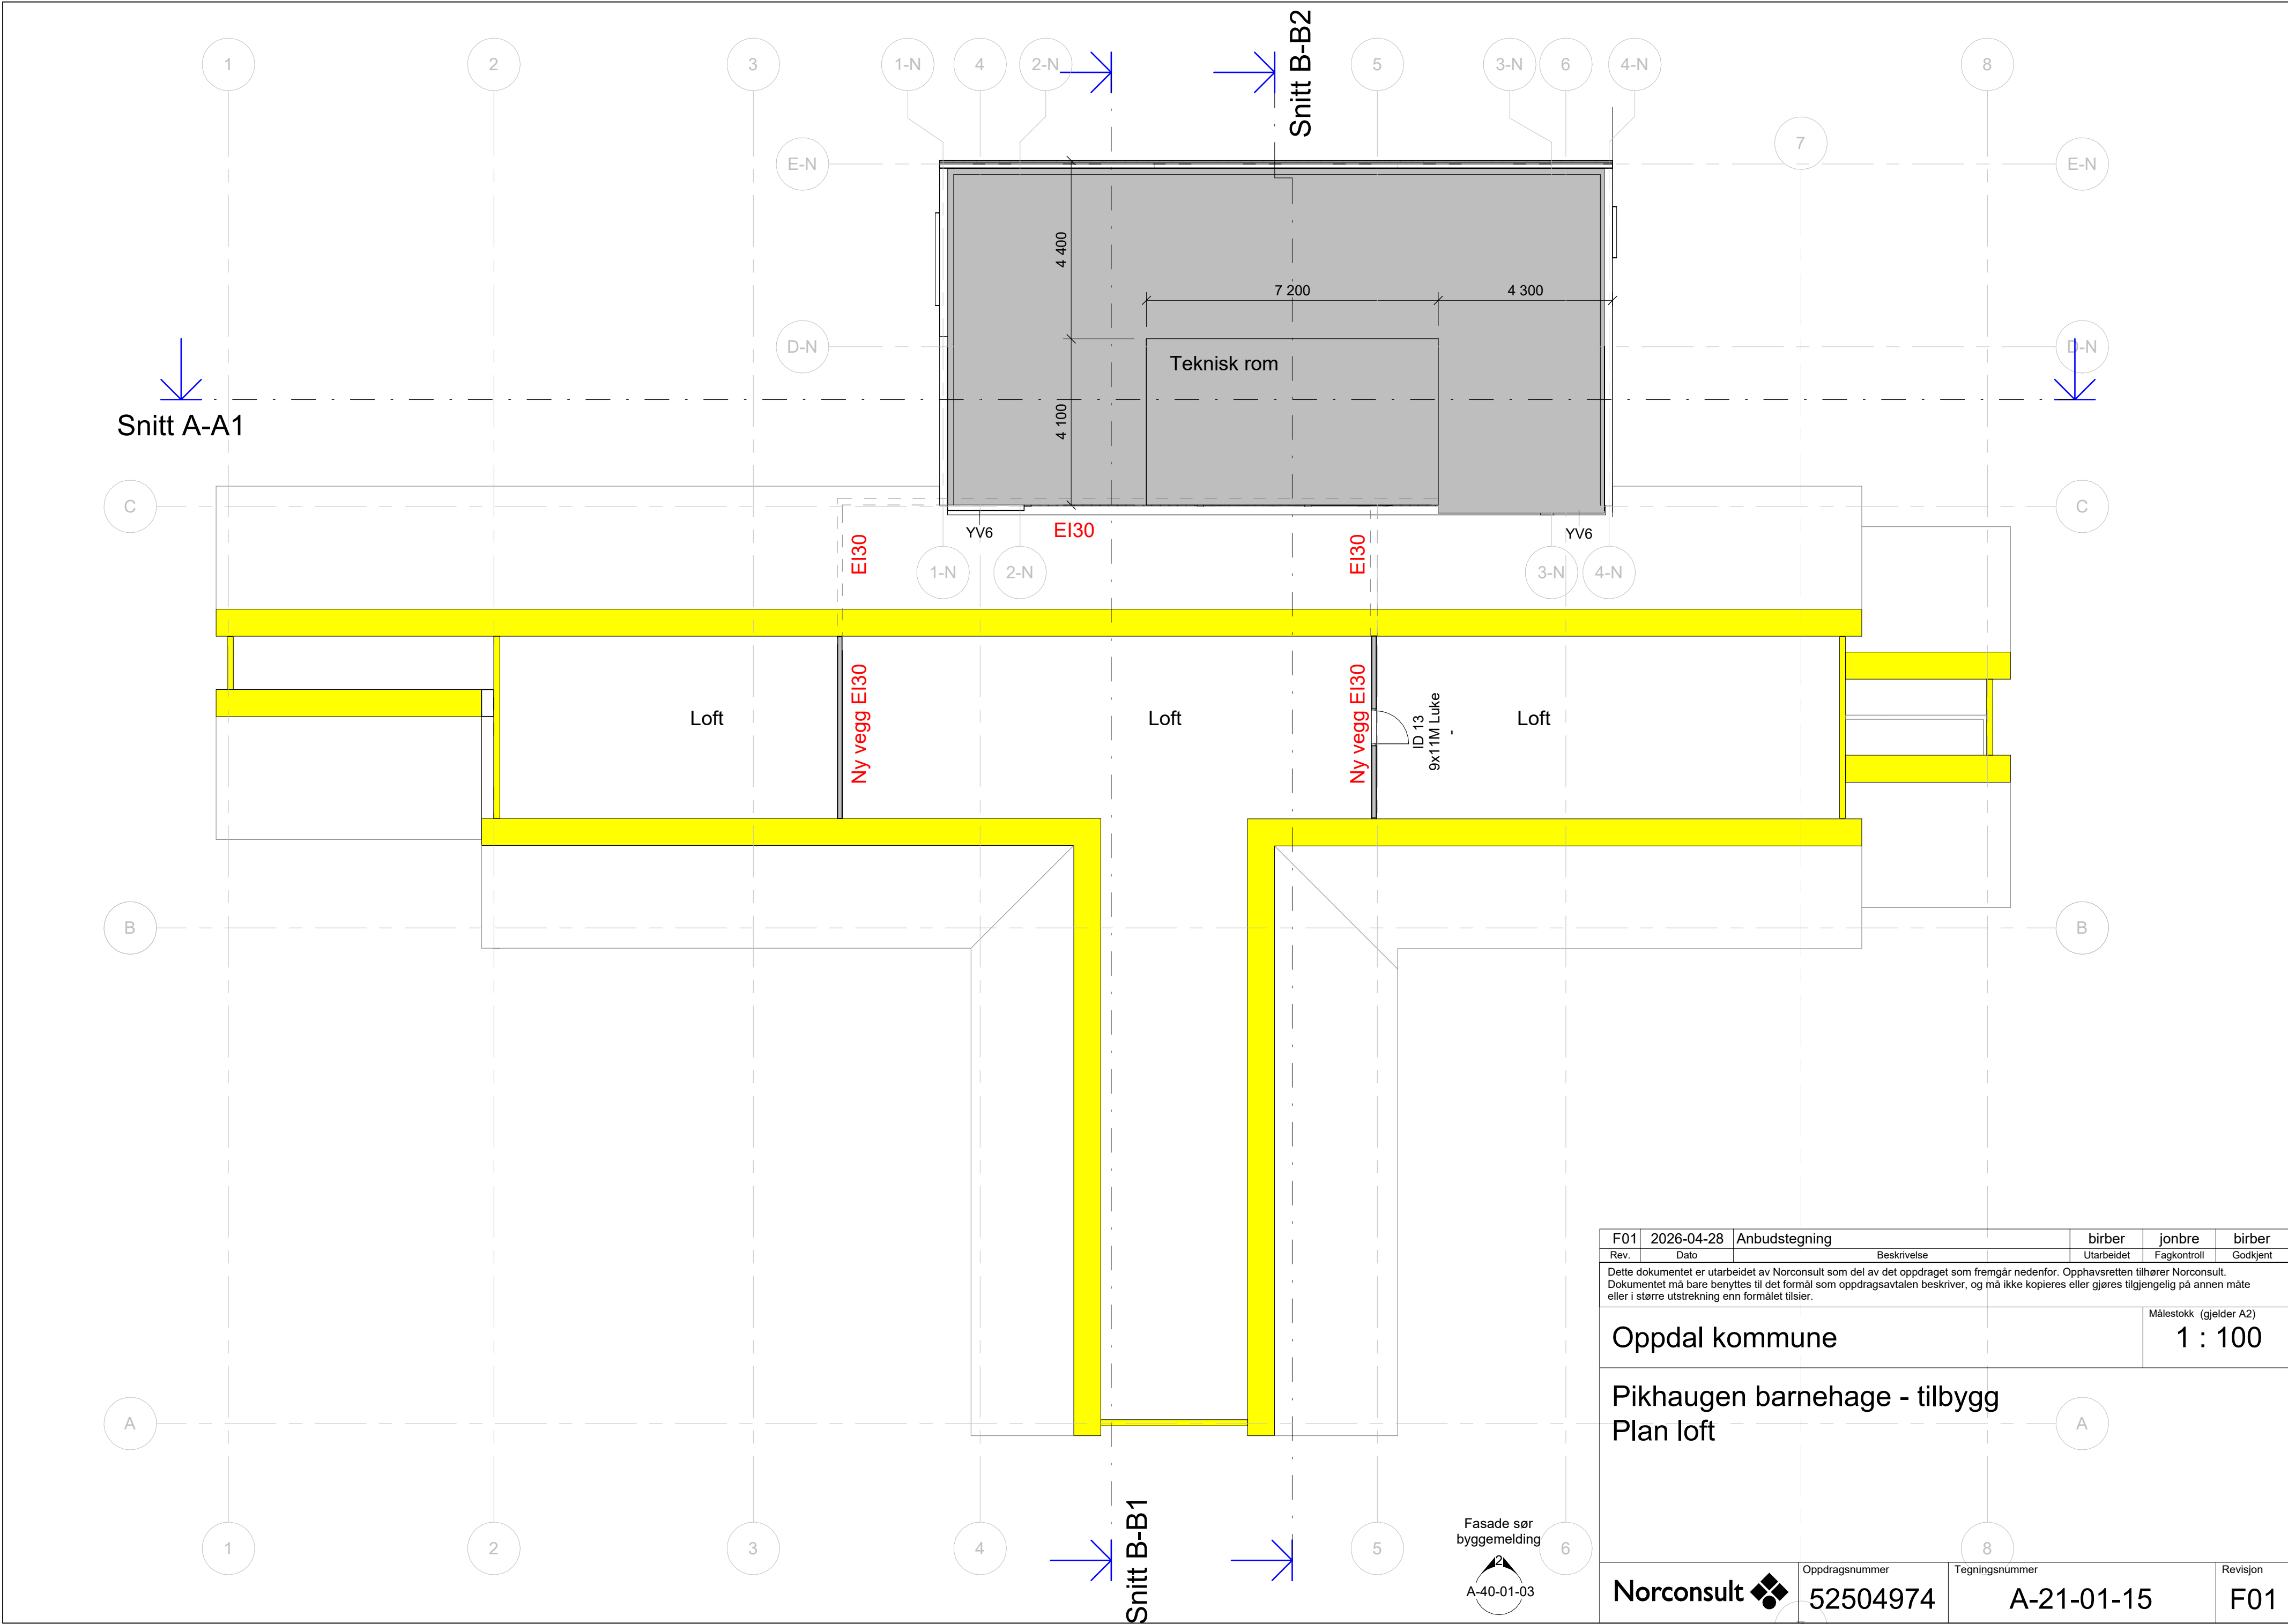 Snitt B-B2
1
2
3
1-N
4
2-N
5
3-N
6
4-N
8
7
E-N
E-N
4 400
7 200
4 300
D-N
D-N
Teknisk rom
Snitt A-A1
4 100
C
C
YV6
EI30
YV6
EI30
EI30
1-N
2-N
3-N
4-N
Loft
Ny vegg EI30
Loft
Ny vegg EI30
ID 13
9x11M Luke
-
Loft
B
B
A
A
1
2
3
4
5
6
8
Snitt B-B1
Fasade sør
byggemelding
2
A-40-01-03
F01 2026-04-28 Anbudstegning birber jonbre birber
Rev. Dato Beskrivelse Utarbeidet Fagkontroll Godkjent
Dette dokumentet er utarbeidet av Norconsult som del av det oppdraget som fremgår nedenfor. Opphavsretten tilhører Norconsult.
Dokumentet må bare benyttes til det formål som oppdragsavtalen beskriver, og må ikke kopieres eller gjøres tilgjengelig på annen måte
eller i større utstrekning enn formålet tilsier.
Målestokk (gjelder A2)
Oppdal kommune
1 : 100
Pikhaugen barnehage - tilbygg
Plan loft
Norconsult
Oppdragsnummer
52504974
Tegningsnummer
A-21-01-15
Revisjon
F01